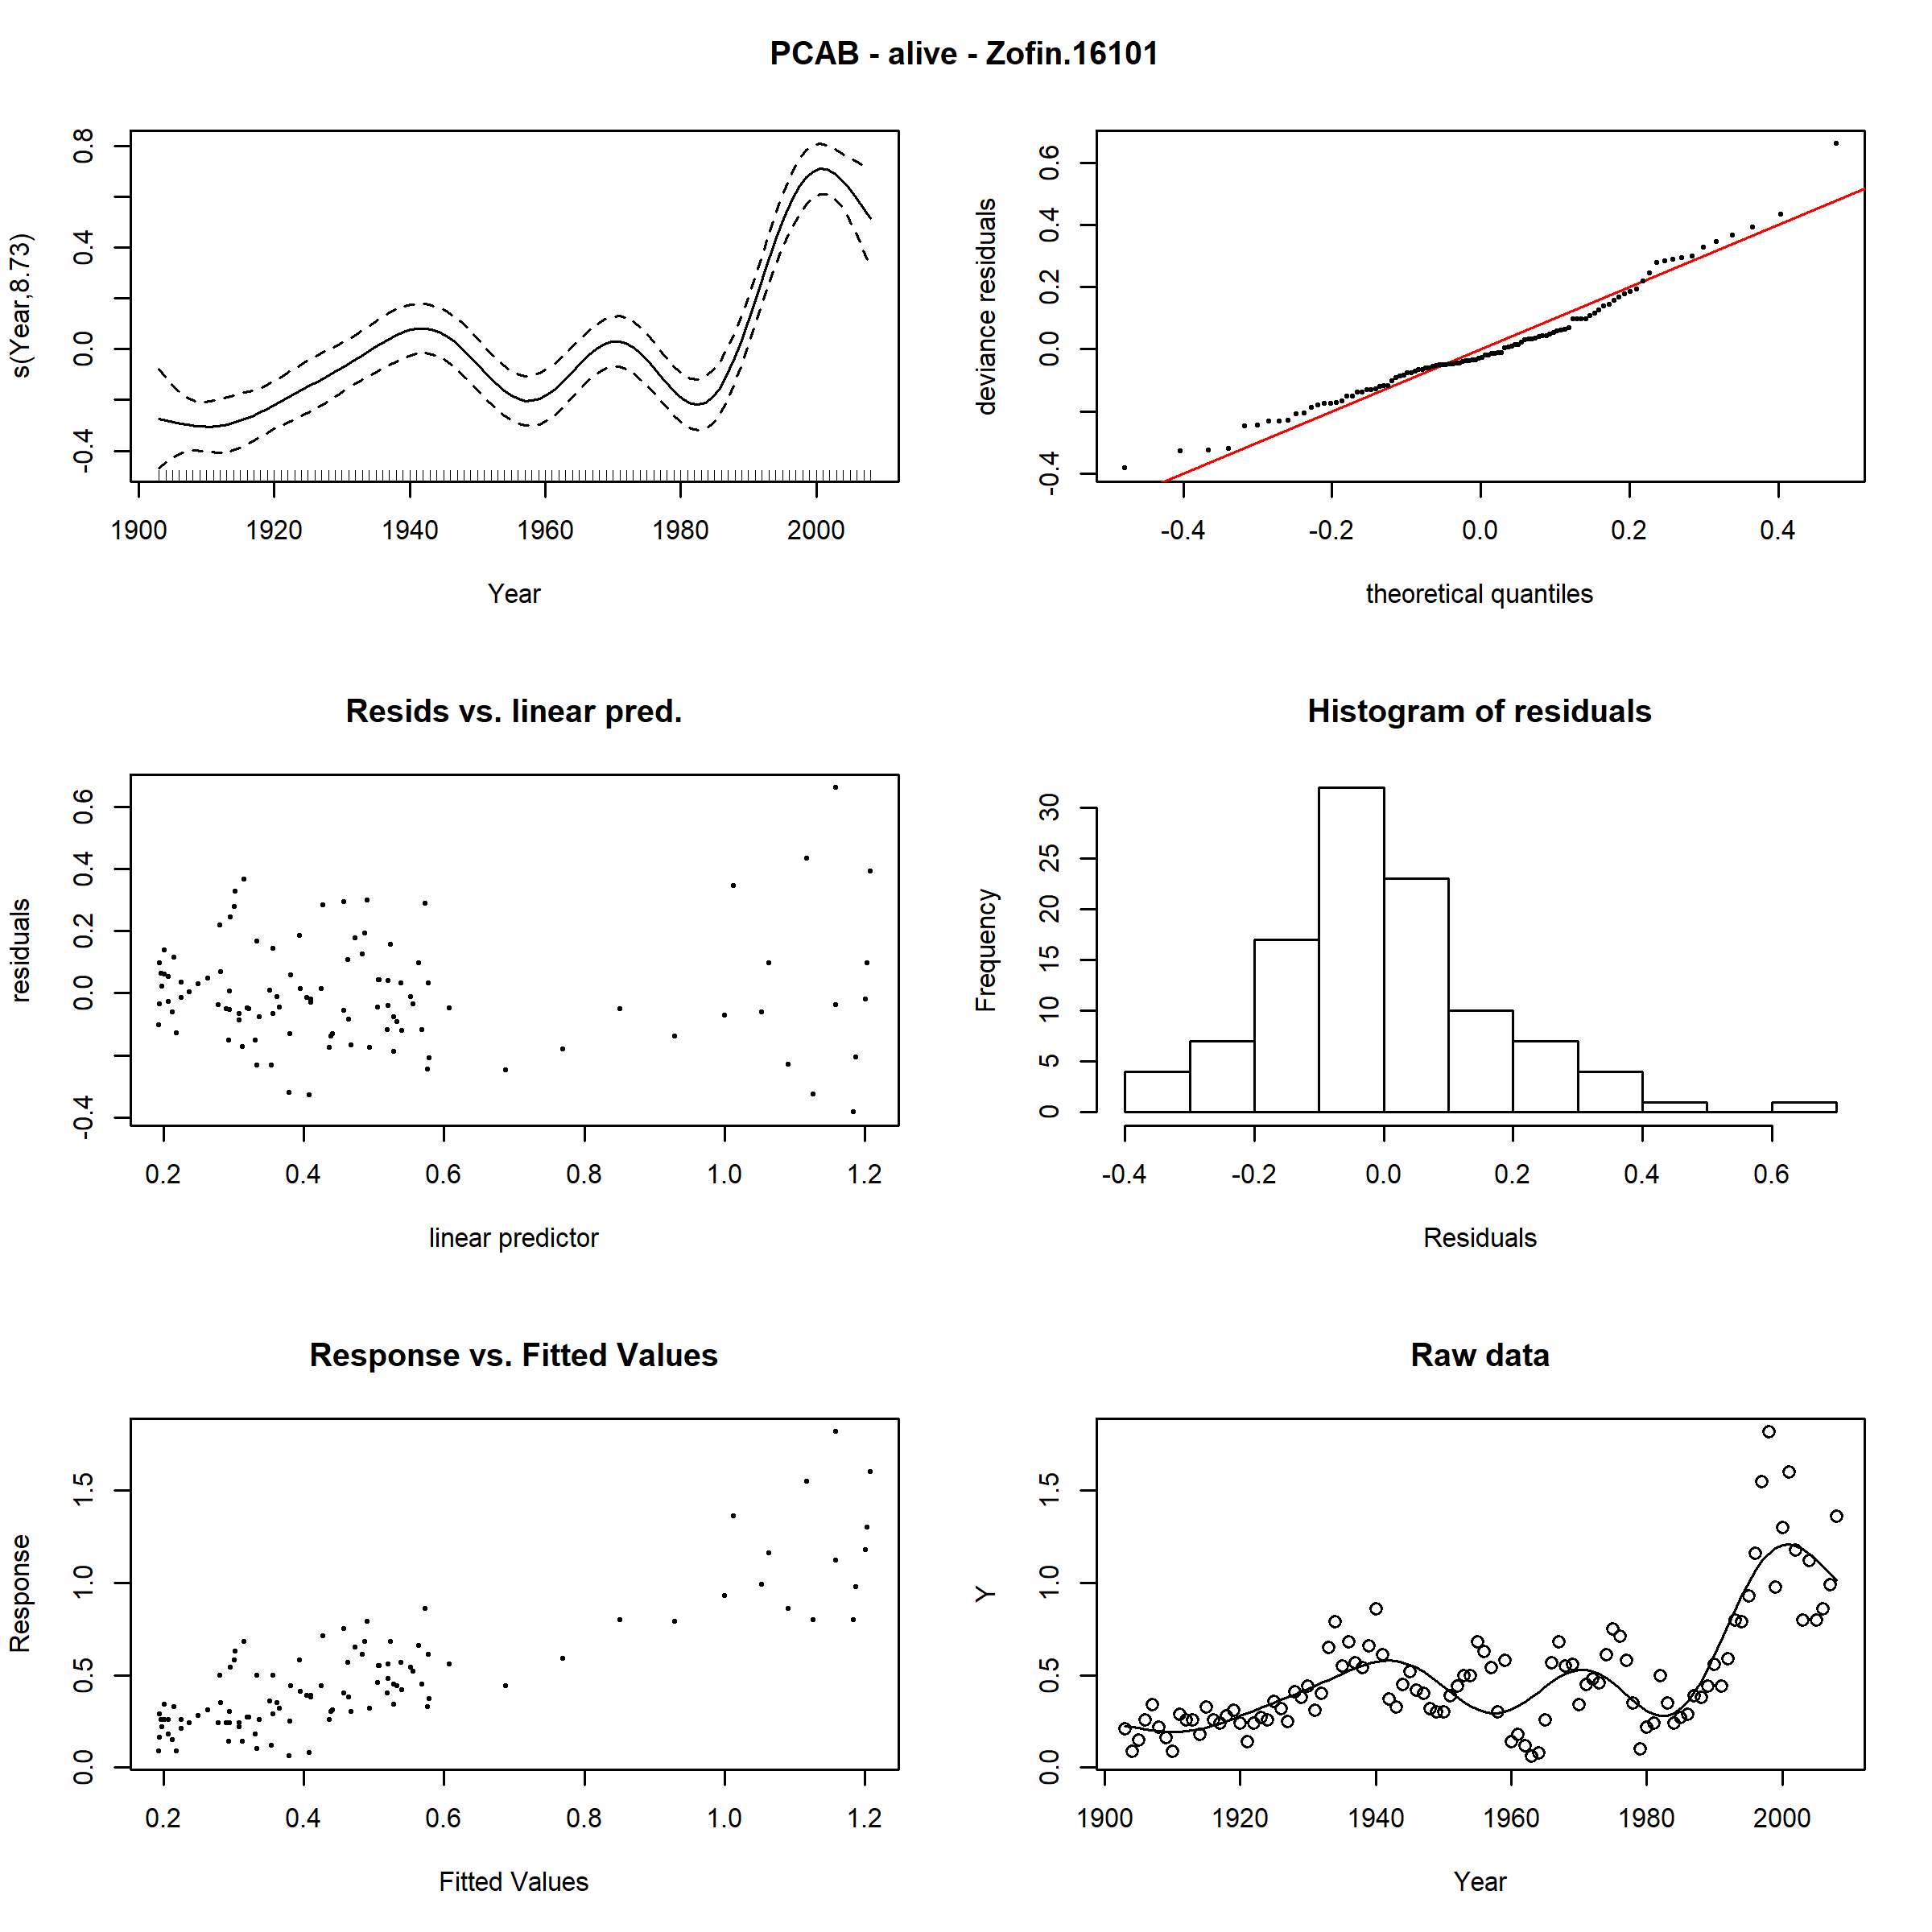 PCAB - alive - Zofin.16101
s(Year,8.73)
-0.4 0.0 0.4 0.8
1900 1920 1940 1960 1980 2000
Year
deviance residuals
-0.4 0.0 0.2 0.4 0.6
-0.4 -0.2 0.0 0.2 0.4
theoretical quantiles
Resids vs. linear pred.
residuals
-0.4 0.0 0.2 0.4 0.6
0.2 0.4 0.6 0.8 1.0 1.2
linear predictor
Histogram of residuals
Frequency
0 5 10 15 20 25 30
-0.4 -0.2 0.0 0.2 0.4 0.6
Residuals
Response vs. Fitted Values
Response
0.0 0.5 1.0 1.5
0.2 0.4 0.6 0.8 1.0 1.2
Fitted Values
Raw data
Y
0.0 0.5 1.0 1.5
1900 1920 1940 1960 1980 2000
Year